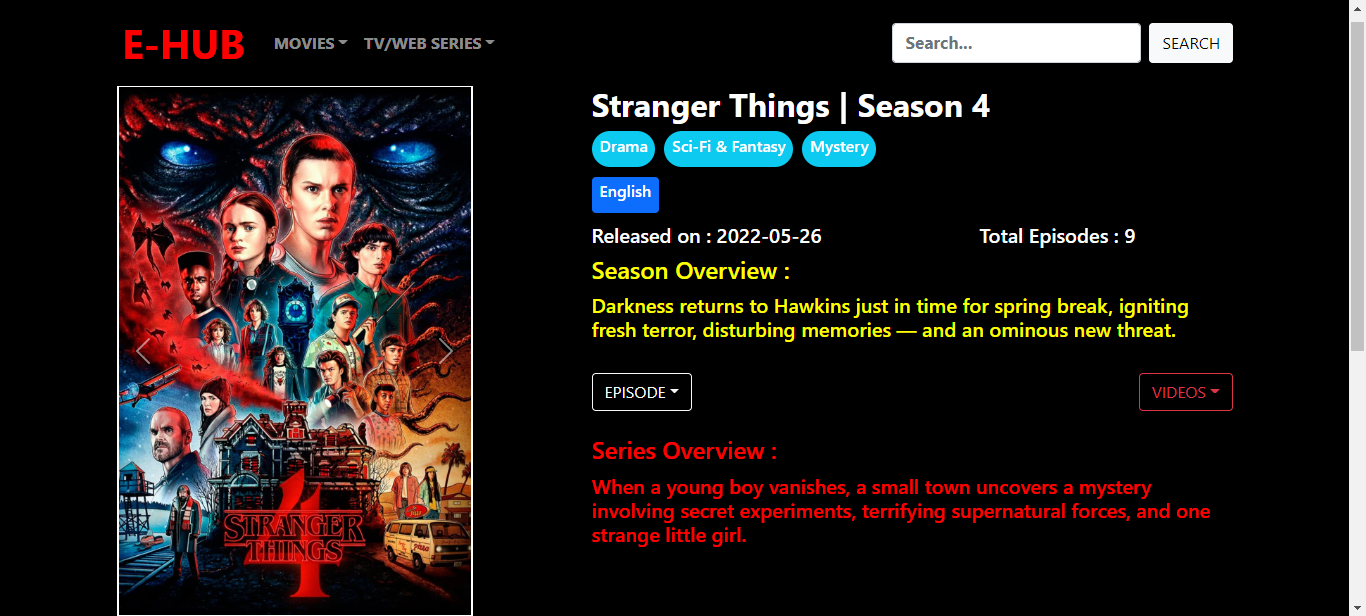 E-HUB
MOVIES
TV/WEB SERIES
Search...
SEARCH
Stranger Things | Season 4
Drama
Sci-Fi & Fantasy
Mystery
English
Released on : 2022-05-26
Total Episodes : 9
Season Overview :
Darkness returns to Hawkins just in time for spring break, igniting
fresh terror, disturbing memories — and an ominous new threat.
EPISODE
VIDEOS
Series Overview :
When a young boy vanishes, a small town uncovers a mystery
involving secret experiments, terrifying supernatural forces, and one
strange little girl.
4
STRANGER
THINGS